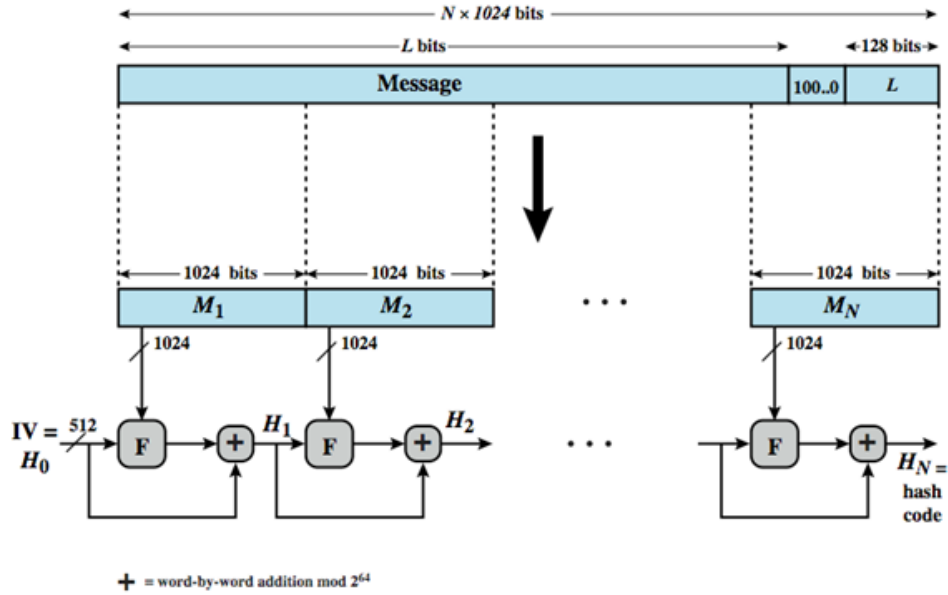 N × 1024 bits
L bits
128 bits
Message
100..0
L
1024 bits
1024 bits
1024 bits
M1
M2
. . .
MN
1024
1024
1024
IV =
H0
512
F
+
H1
F
+
H2
. . .
F
+
HN =
hash
code
+ = word-by-word addition mod 2^64